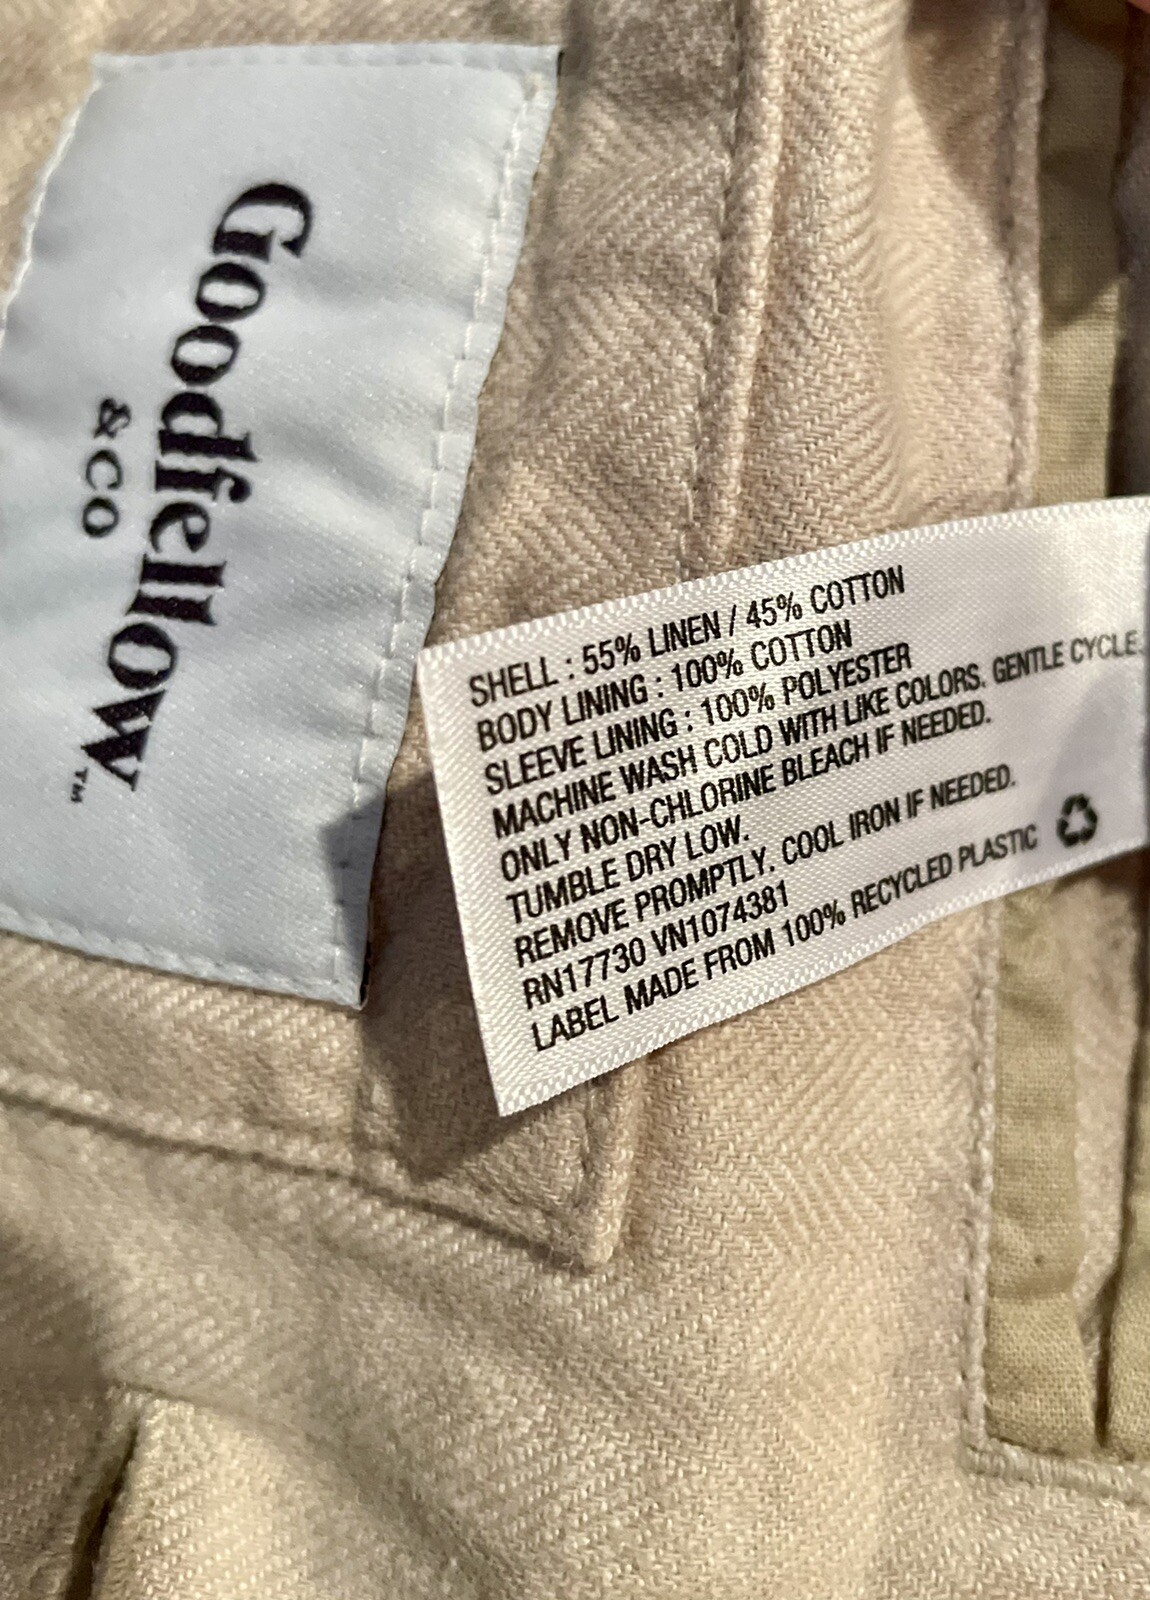 Goodfellow
& CO
™
SHELL : 55% LINEN / 45% COTTON
BODY LINING : 100% COTTON
SLEEVE LINING : 100% POLYESTER
MACHINE WASH COLD WITH LIKE COLORS. GENTLE CYCLE.
ONLY NON-CHLORINE BLEACH IF NEEDED.
TUMBLE DRY LOW.
REMOVE PROMPTLY. COOL IRON IF NEEDED.
RN17730 VN1074381
LABEL MADE FROM 100% RECYCLED PLASTIC